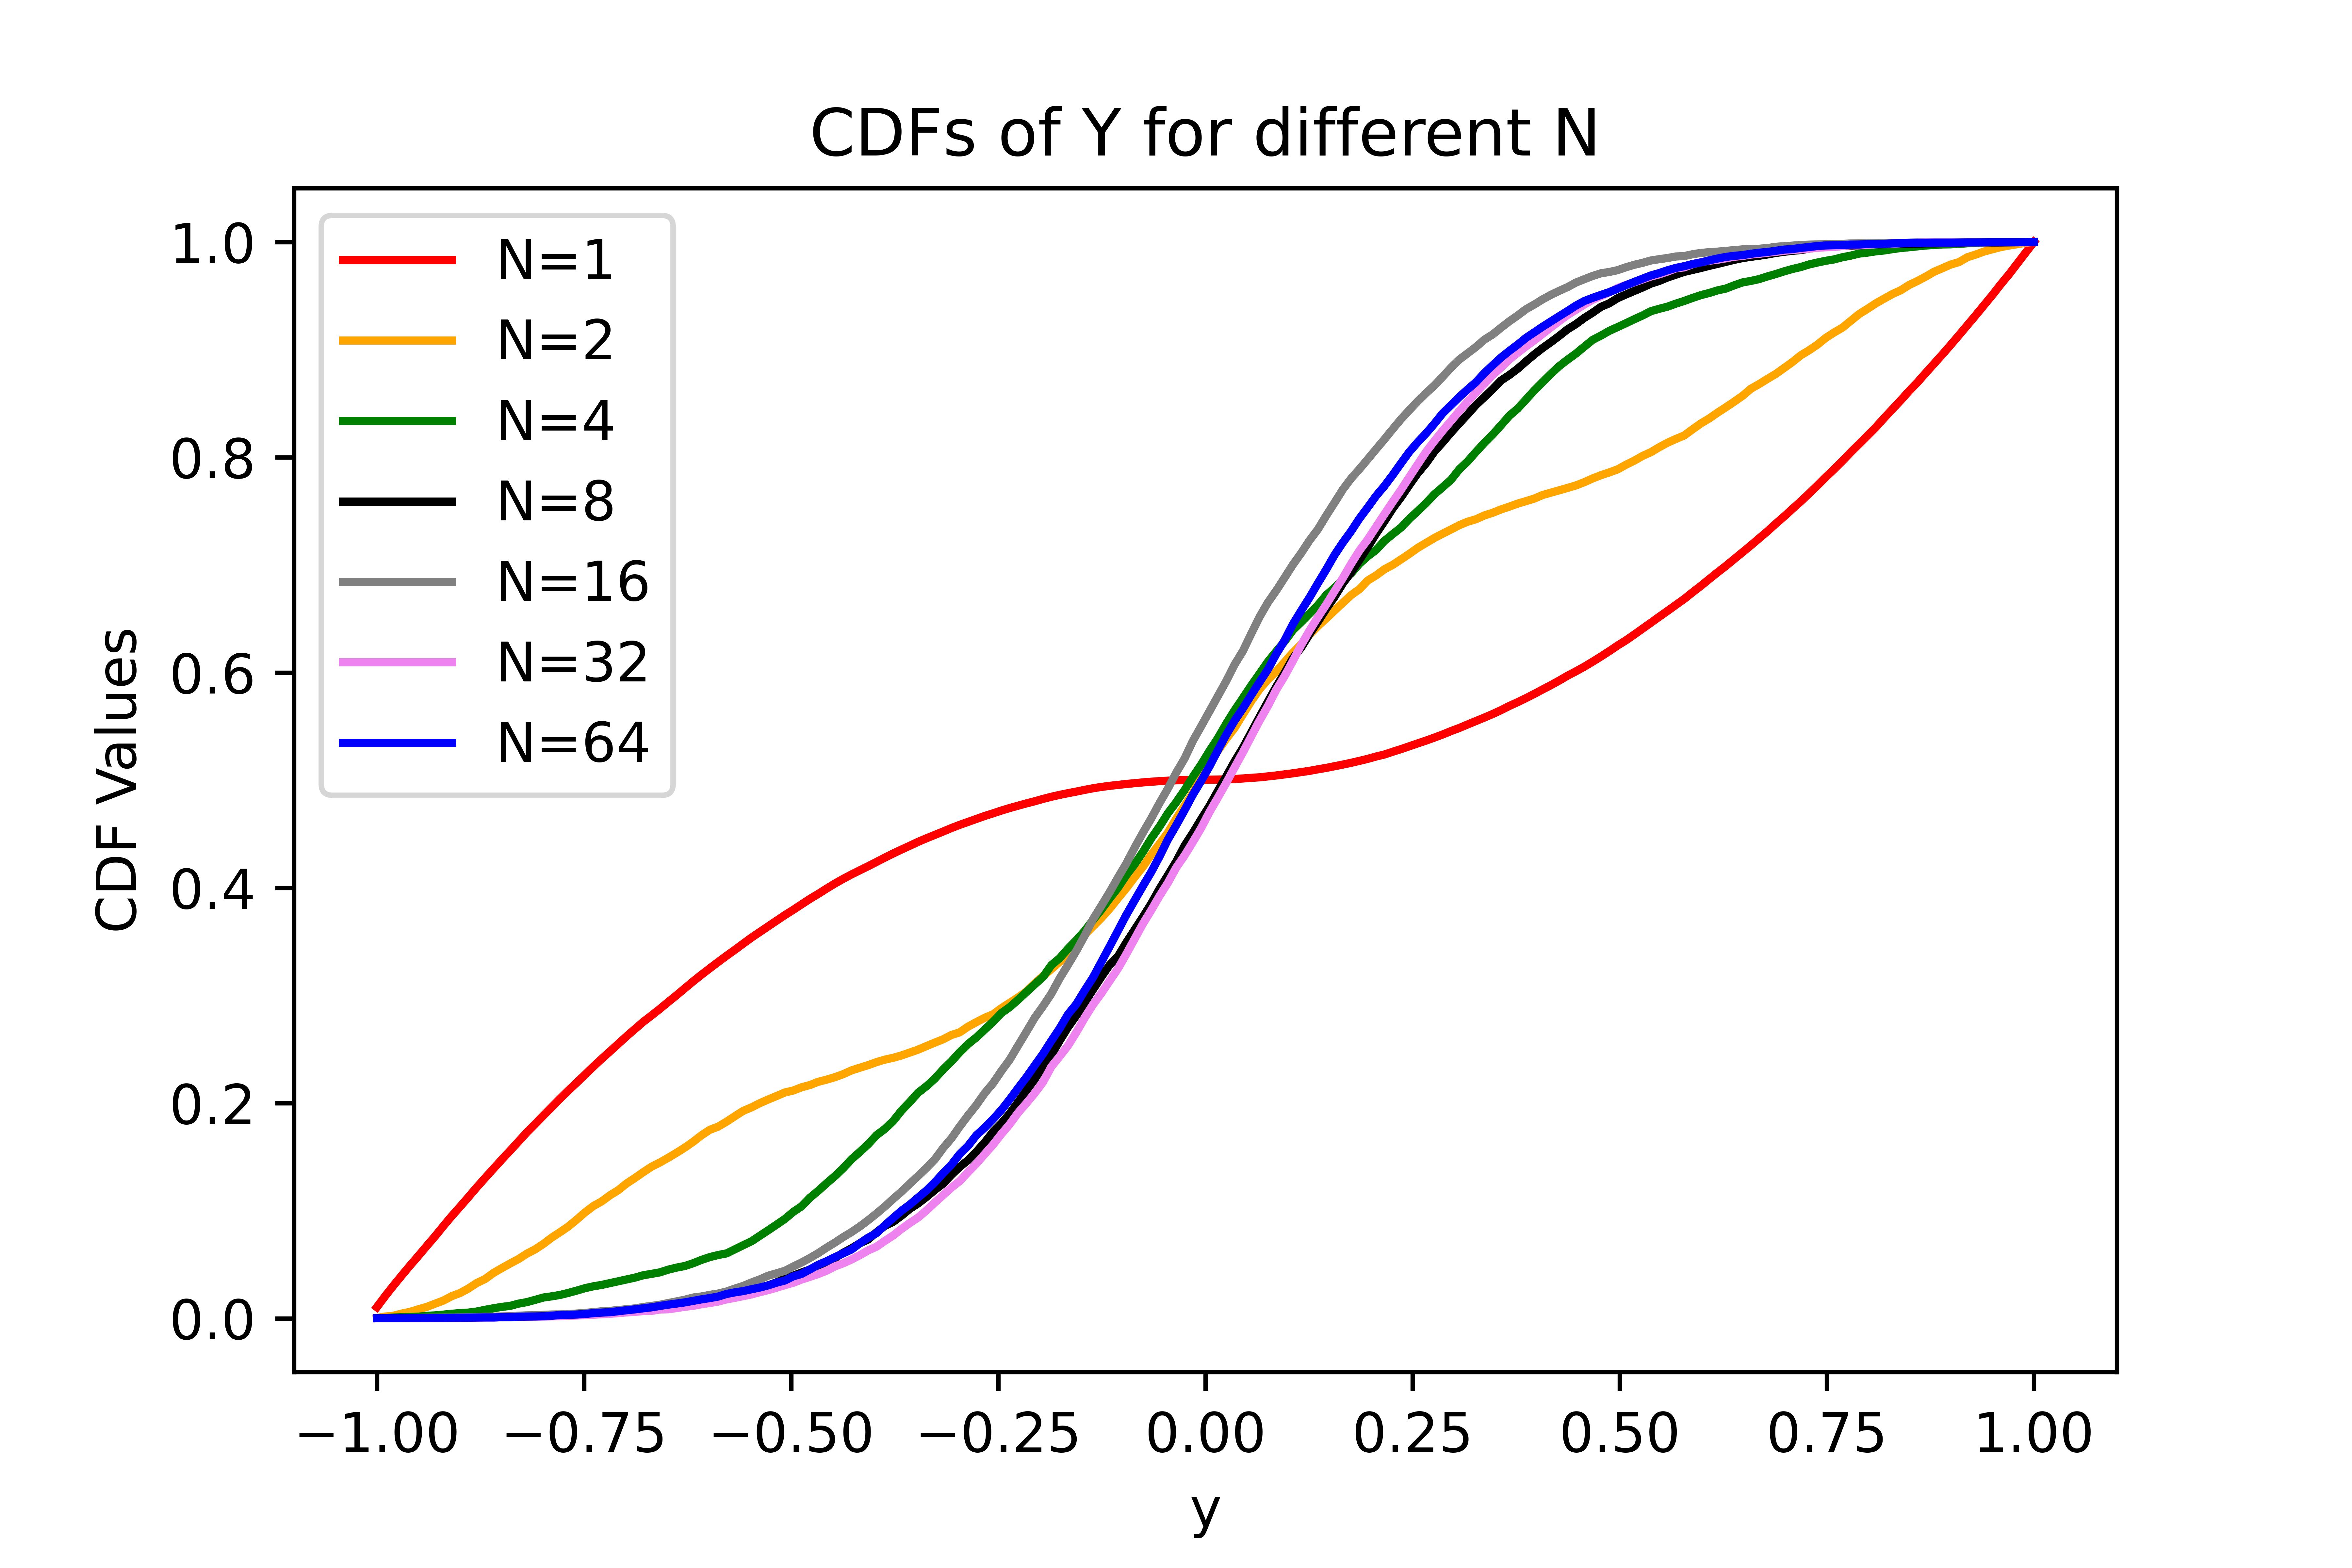 CDFs of Y for different N
N=1
N=2
N=4
N=8
N=16
N=32
N=64
CDF Values
1.0
0.8
0.6
0.4
0.2
0.0
−1.00 −0.75 −0.50 −0.25 0.00 0.25 0.50 0.75 1.00
y